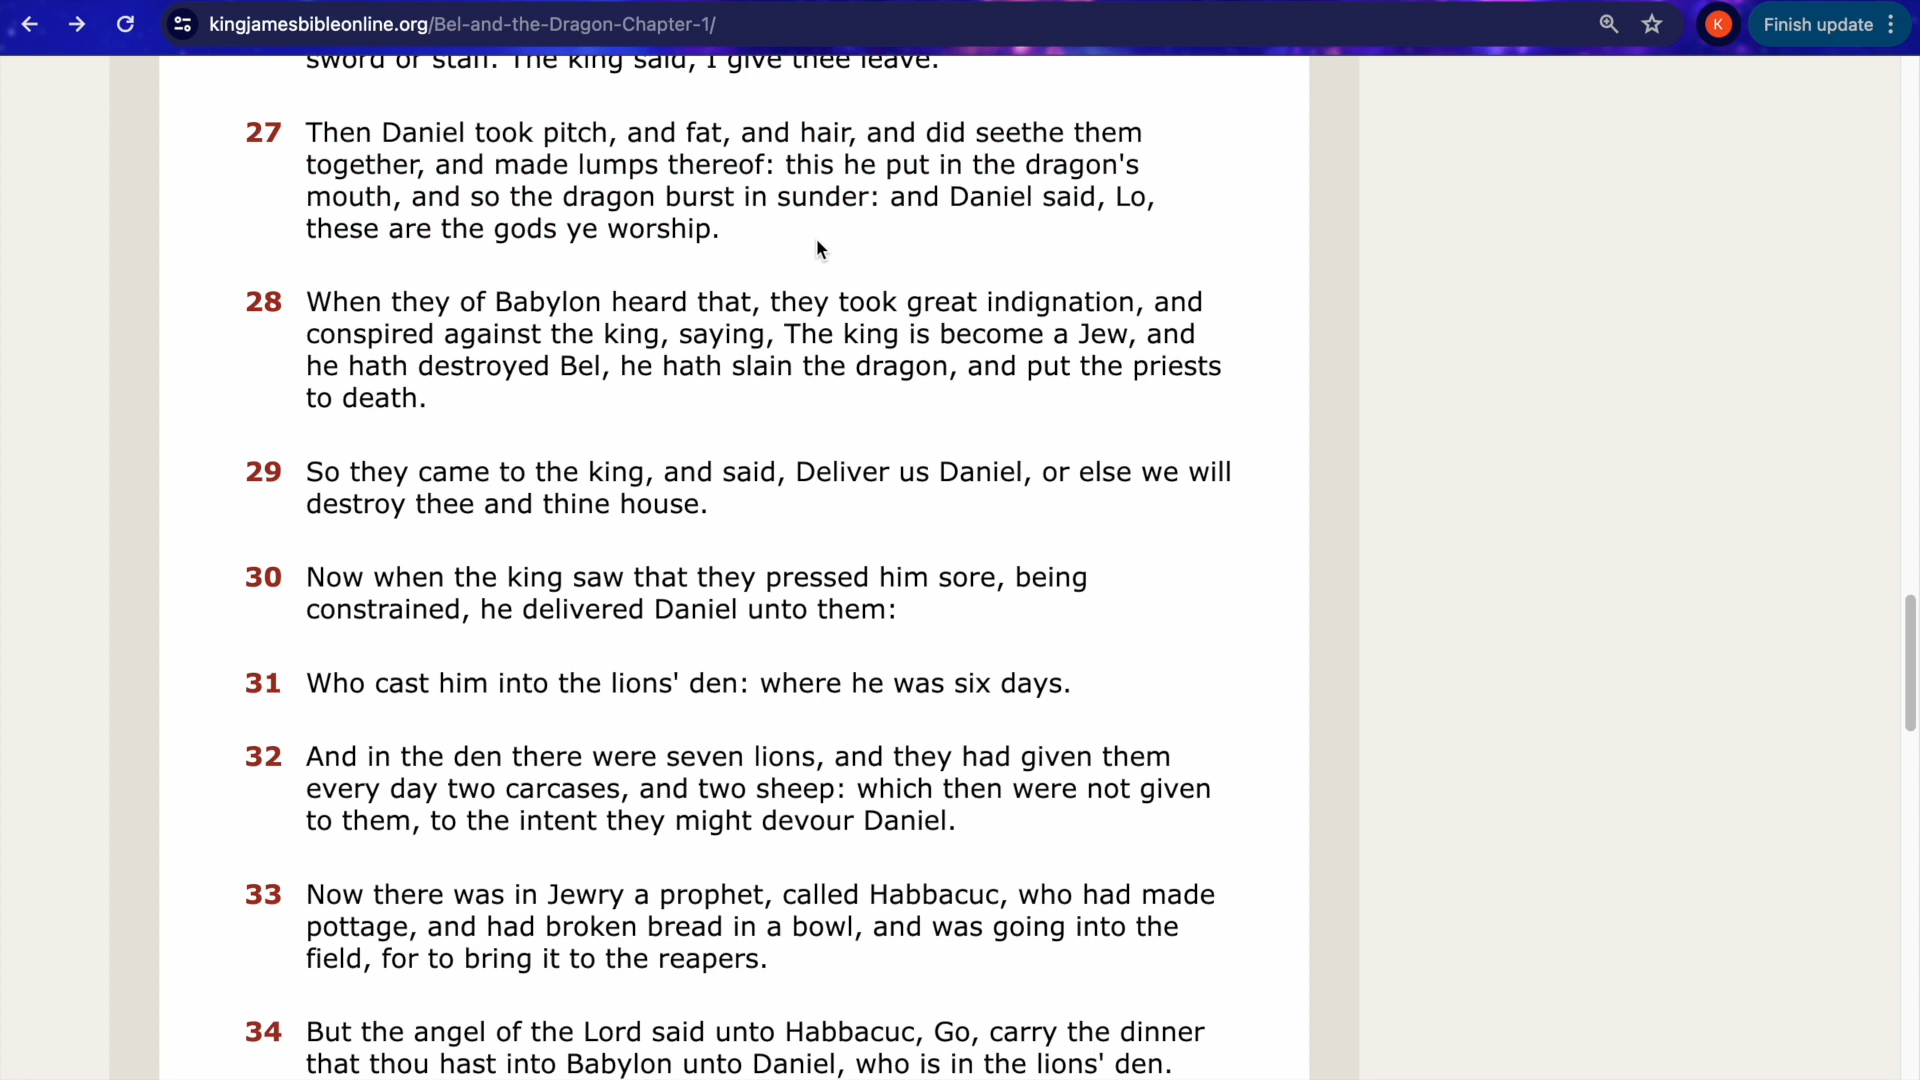 kingjamesbibleonline.org/Bel-and-the-Dragon-Chapter-1/
K
Finish update
sword or staff. The king said, I give thee leave.
27 Then Daniel took pitch, and fat, and hair, and did seethe them
together, and made lumps thereof: this he put in the dragon's
mouth, and so the dragon burst in sunder: and Daniel said, Lo,
these are the gods ye worship.
28 When they of Babylon heard that, they took great indignation, and
conspired against the king, saying, The king is become a Jew, and
he hath destroyed Bel, he hath slain the dragon, and put the priests
to death.
29 So they came to the king, and said, Deliver us Daniel, or else we will
destroy thee and thine house.
30 Now when the king saw that they pressed him sore, being
constrained, he delivered Daniel unto them:
31 Who cast him into the lions' den: where he was six days.
32 And in the den there were seven lions, and they had given them
every day two carcases, and two sheep: which then were not given
to them, to the intent they might devour Daniel.
33 Now there was in Jewry a prophet, called Habbacuc, who had made
pottage, and had broken bread in a bowl, and was going into the
field, for to bring it to the reapers.
34 But the angel of the Lord said unto Habbacuc, Go, carry the dinner
that thou hast into Babylon unto Daniel, who is in the lions' den.